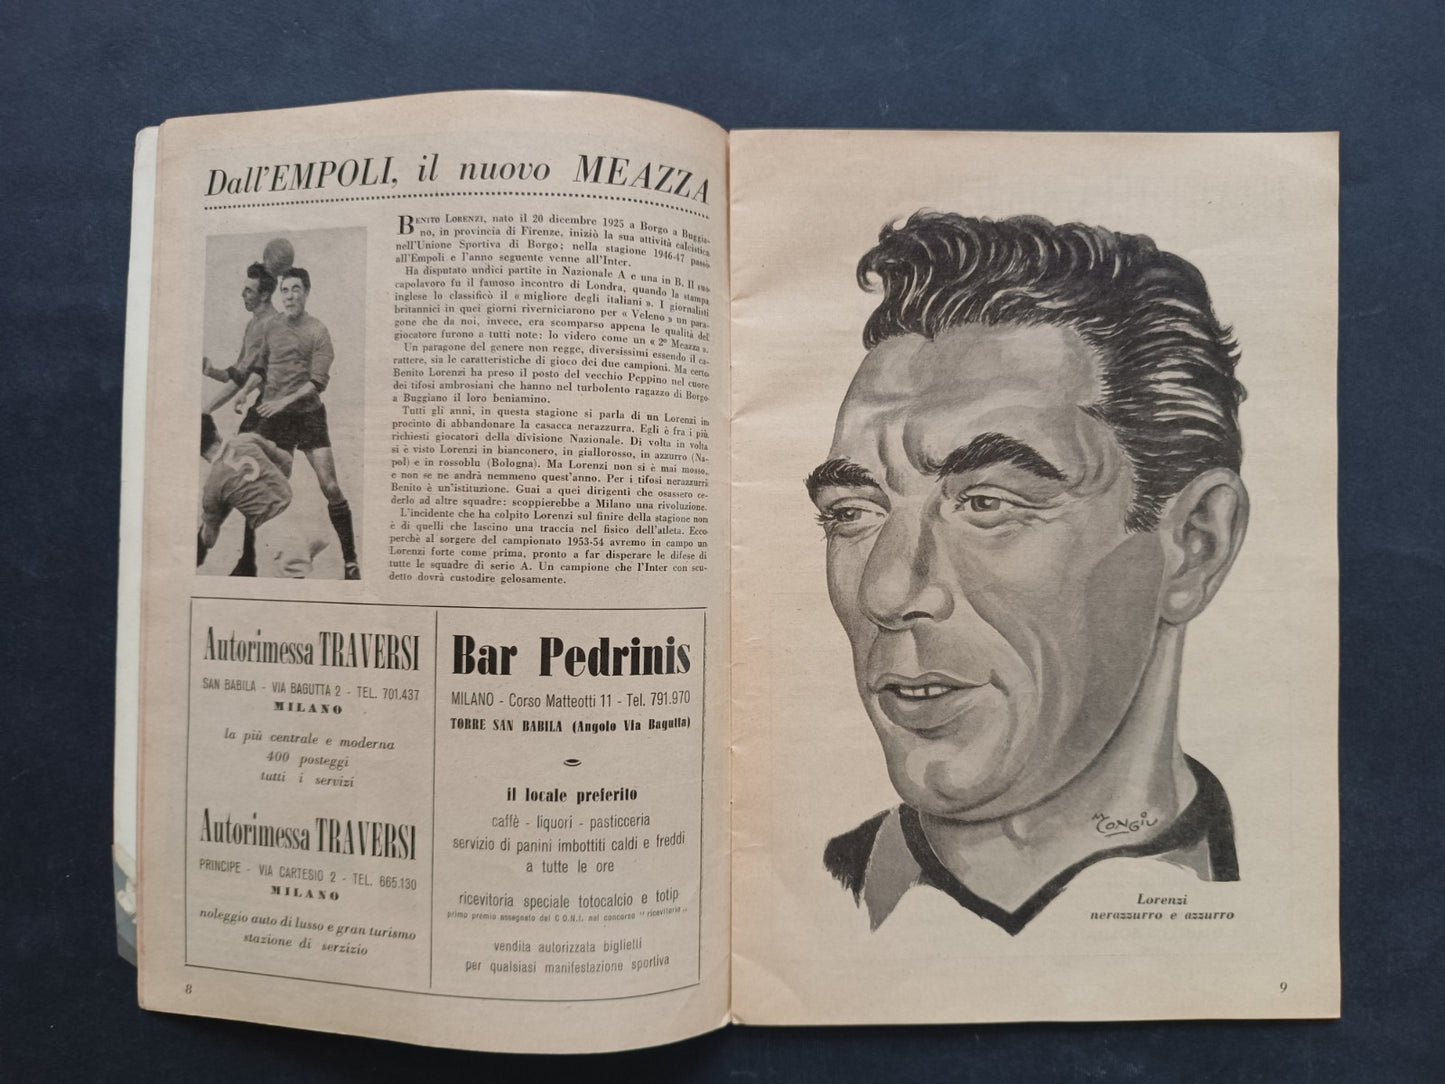 Dall'EMPOLI, il nuovo MEAZZA
BENITO LORENZI, nato il 20 dicembre 1925 a Borgo a Buggia-
no, in provincia di Firenze, iniziò la sua attività calcistica
nell'Unione Sportiva di Borgo; nella stagione 1946-47 passò
all'Empoli e l'anno seguente venne all'Inter.
Ha disputato undici partite in Nazionale A e una in B. Il suo
capolavoro fu il famoso incontro di Londra, quando la stampa
inglese lo classificò il « migliore degli italiani ». I giornalisti
britannici in quei giorni riverniciarono per « Veleno » un para-
gone che da noi, invece, era scomparso appena le qualità del
giocatore furono a tutti note: lo videro come un « 2º Meazza ».
Un paragone del genere non regge, diversissimi essendo il ca-
rattere, sia le caratteristiche di gioco dei due campioni. Ma certo
Benito Lorenzi ha preso il posto del vecchio Peppino nel cuore
dei tifosi ambrosiani che hanno nel turbolento ragazzo di Borgo
a Buggiano il loro beniamino.
Tutti gli anni, in questa stagione si parla di un Lorenzi in
procinto di abbandonare la casacca nerazzurra. Egli è fra i più
richiesti giocatori della divisione Nazionale. Di volta in volta
si è visto Lorenzi in bianconero, in giallorosso, in azzurro (Na-
pol) e in rossoblu (Bologna). Ma Lorenzi non si è mai mosso,
e non se ne andrà nemmeno quest'anno. Per i tifosi nerazzurri
Benito è un'istituzione. Guai a quei dirigenti che osassero ce-
derlo ad altre squadre: scoppierebbe a Milano una rivoluzione.
L'incidente che ha colpito Lorenzi sul finire della stagione non
è di quelli che lascino una traccia nel fisico dell'atleta. Ecco
perchè al sorgere del campionato 1953-54 avremo in campo un
Lorenzi forte come prima, pronto a far disperare le difese di
tutte le squadre di serie A. Un campione che l'Inter con scu-
detto dovrà custodire gelosamente.
Autorimessa TRAVERSI
SAN BABILA - VIA BAGUTTA 2 - TEL. 701.437
MILANO
la più centrale e moderna
400 posteggi
tutti i servizi
Autorimessa TRAVERSI
PRINCIPE - VIA CARTESIO 2 - TEL. 665.130
MILANO
noleggio auto di lusso e gran turismo
stazione di serzizio
Bar Pedrinis
MILANO - Corso Matteotti 11 - Tel. 791.970
TORRE SAN BABILA (Angolo Via Bagutta)
il locale preferito
caffè - liquori - pasticceria
servizio di panini imbottiti caldi e freddi
a tutte le ore
ricevitoria speciale totocalcio e totip
primo premio assegnato dal C.O.N.I. nel concorso "ricevitorie"
vendita autorizzata biglielli
per qualsiasi manifestazione sportiva
8
M CONGIU
Lorenzi
nerazzurro e azzurro
9